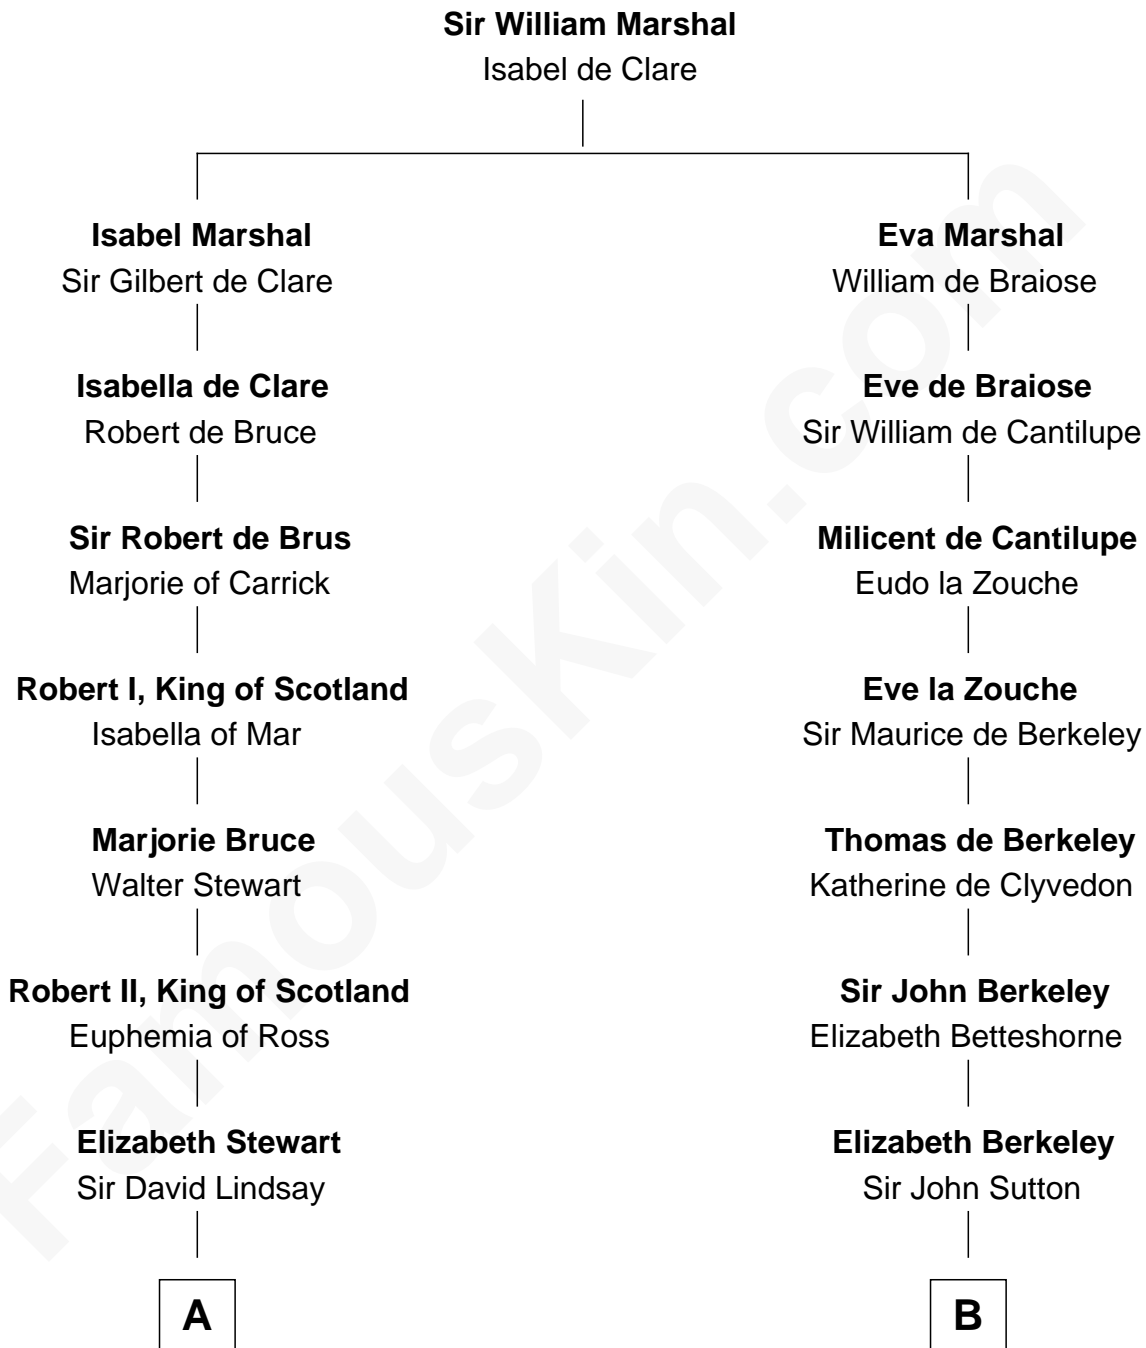 Sir William Marshal
Isabel de Clare
Isabel Marshal
Sir Gilbert de Clare
Eva Marshal
William de Braiose
Isabella de Clare
Robert de Bruce
Eve de Braiose
Sir William de Cantilupe
Sir Robert de Brus
Marjorie of Carrick
Milicent de Cantilupe
Eudo la Zouche
Robert I, King of Scotland
Isabella of Mar
Eve la Zouche
Sir Maurice de Berkeley
Marjorie Bruce
Walter Stewart
Thomas de Berkeley
Katherine de Clyvedon
Robert II, King of Scotland
Euphemia of Ross
Sir John Berkeley
Elizabeth Betteshorne
Elizabeth Stewart
Sir David Lindsay
Elizabeth Berkeley
Sir John Sutton
A
B
FamousKin.com